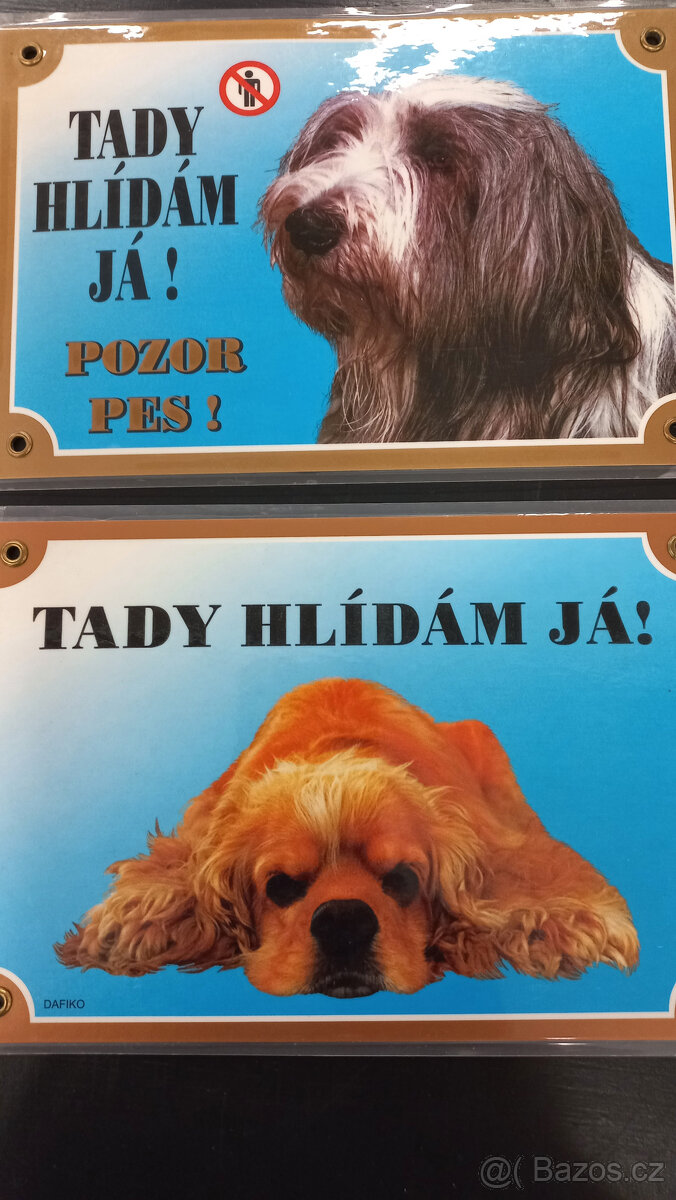 TADY
HLÍDÁM
JÁ !
POZOR
PES !
TADY HLÍDÁM JÁ!
DAFIKO
@( Bazos.cz